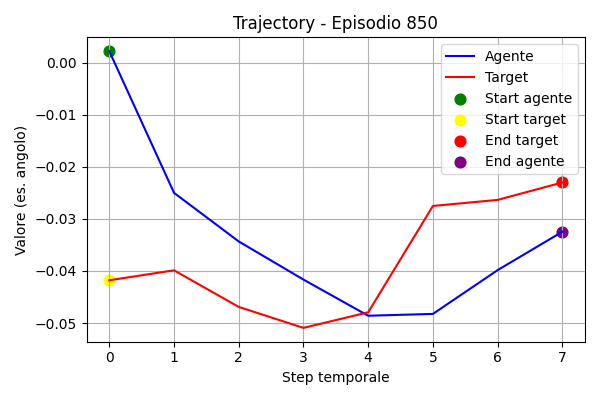 Trajectory - Episodio 850
Agente
Target
Start agente
Start target
End target
End agente
Valore (es. angolo)
0.00
−0.01
−0.02
−0.03
−0.04
−0.05
0 1 2 3 4 5 6 7
Step temporale